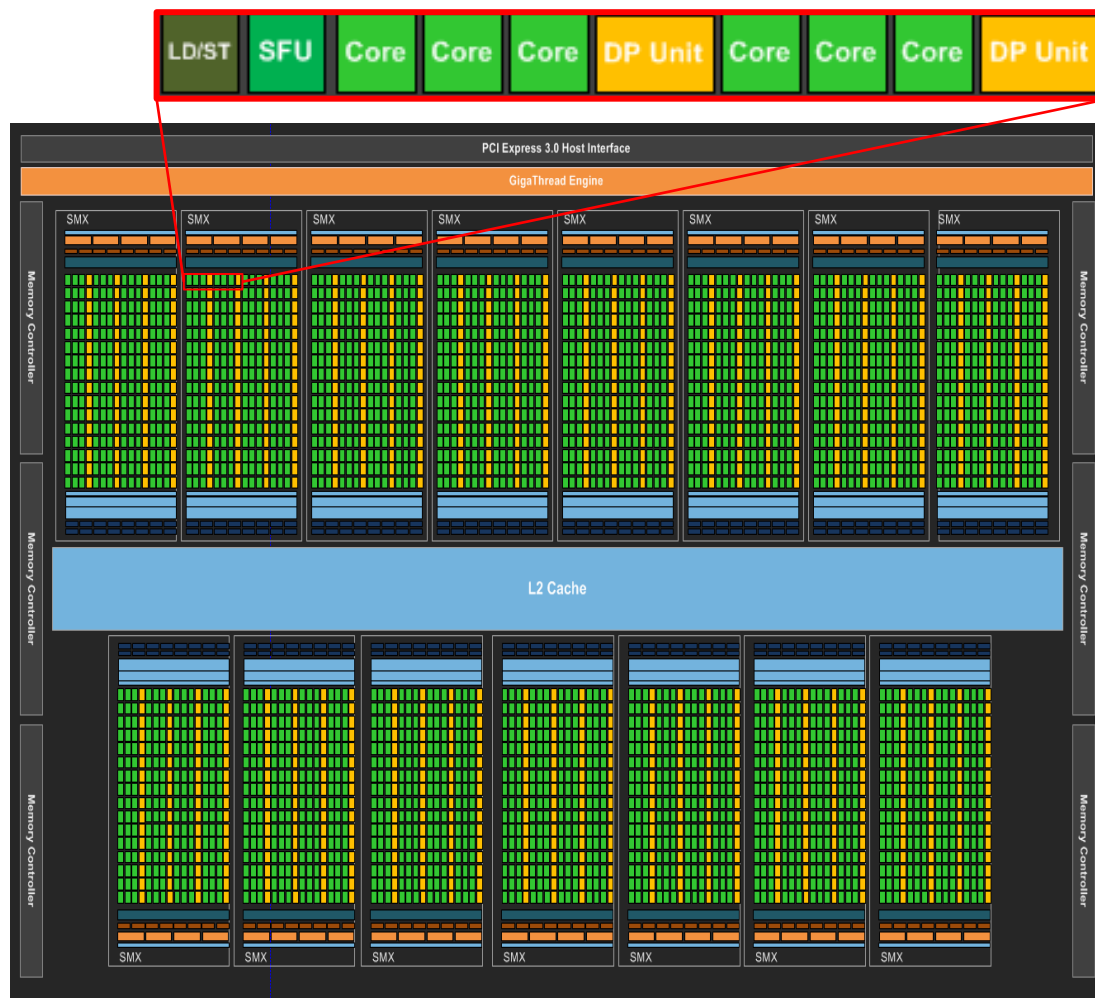 LD/ST SFU Core Core Core DP Unit Core Core Core DP Unit
PCI Express 3.0 Host Interface
GigaThread Engine
SMX SMX SMX SMX SMX SMX SMX SMX
Memory Controller
Memory Controller
Memory Controller
Memory Controller
L2 Cache
Memory Controller
Memory Controller
SMX SMX SMX SMX SMX SMX SMX